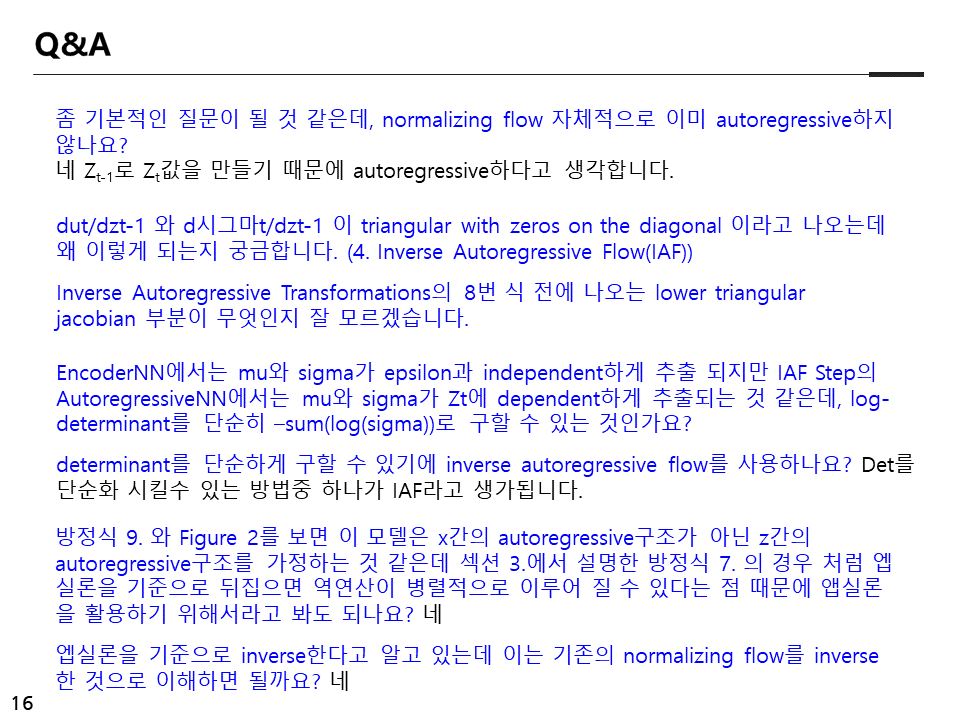 Q&A
좀 기본적인 질문이 될 것 같은데, normalizing flow 자체적으로 이미 autoregressive하지
않나요?
네 Zt-1로 Zt값을 만들기 때문에 autoregressive하다고 생각합니다.
dut/dzt-1 와 d시그마t/dzt-1 이 triangular with zeros on the diagonal 이라고 나오는데
왜 이렇게 되는지 궁금합니다. (4. Inverse Autoregressive Flow(IAF))
Inverse Autoregressive Transformations의 8번 식 전에 나오는 lower triangular
jacobian 부분이 무엇인지 잘 모르겠습니다.
EncoderNN에서는 mu와 sigma가 epsilon과 independent하게 추출 되지만 IAF Step의
AutoregressiveNN에서는 mu와 sigma가 Zt에 dependent하게 추출되는 것 같은데, log-
determinant를 단순히 –sum(log(sigma))로 구할 수 있는 것인가요?
determinant를 단순하게 구할 수 있기에 inverse autoregressive flow를 사용하나요? Det를
단순화 시킬수 있는 방법중 하나가 IAF라고 생가됩니다.
방정식 9. 와 Figure 2를 보면 이 모델은 x간의 autoregressive구조가 아닌 z간의
autoregressive구조를 가정하는 것 같은데 섹션 3.에서 설명한 방정식 7. 의 경우 처럼 엡
실론을 기준으로 뒤집으면 역연산이 병렬적으로 이루어 질 수 있다는 점 때문에 앱실론
을 활용하기 위해서라고 봐도 되나요? 네
엡실론을 기준으로 inverse한다고 알고 있는데 이는 기존의 normalizing flow를 inverse
한 것으로 이해하면 될까요? 네
16